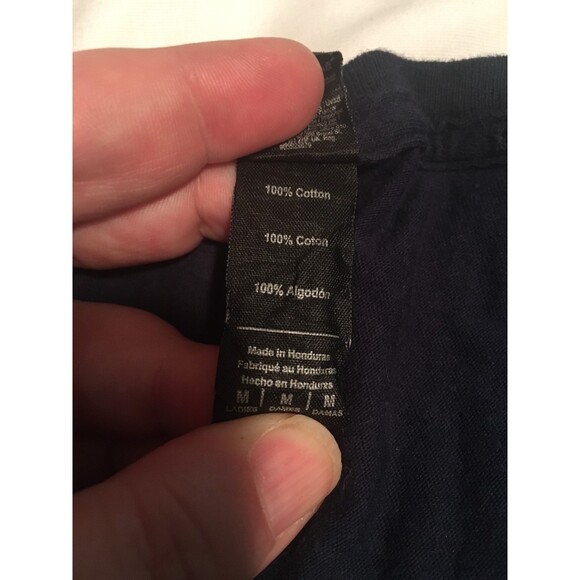 100% Cotton
100% Coton
100% Algodón
Made in Honduras
Fabriqué au Honduras
Hecho en Honduras
M | M | M
LADIES DAMES DAMAS